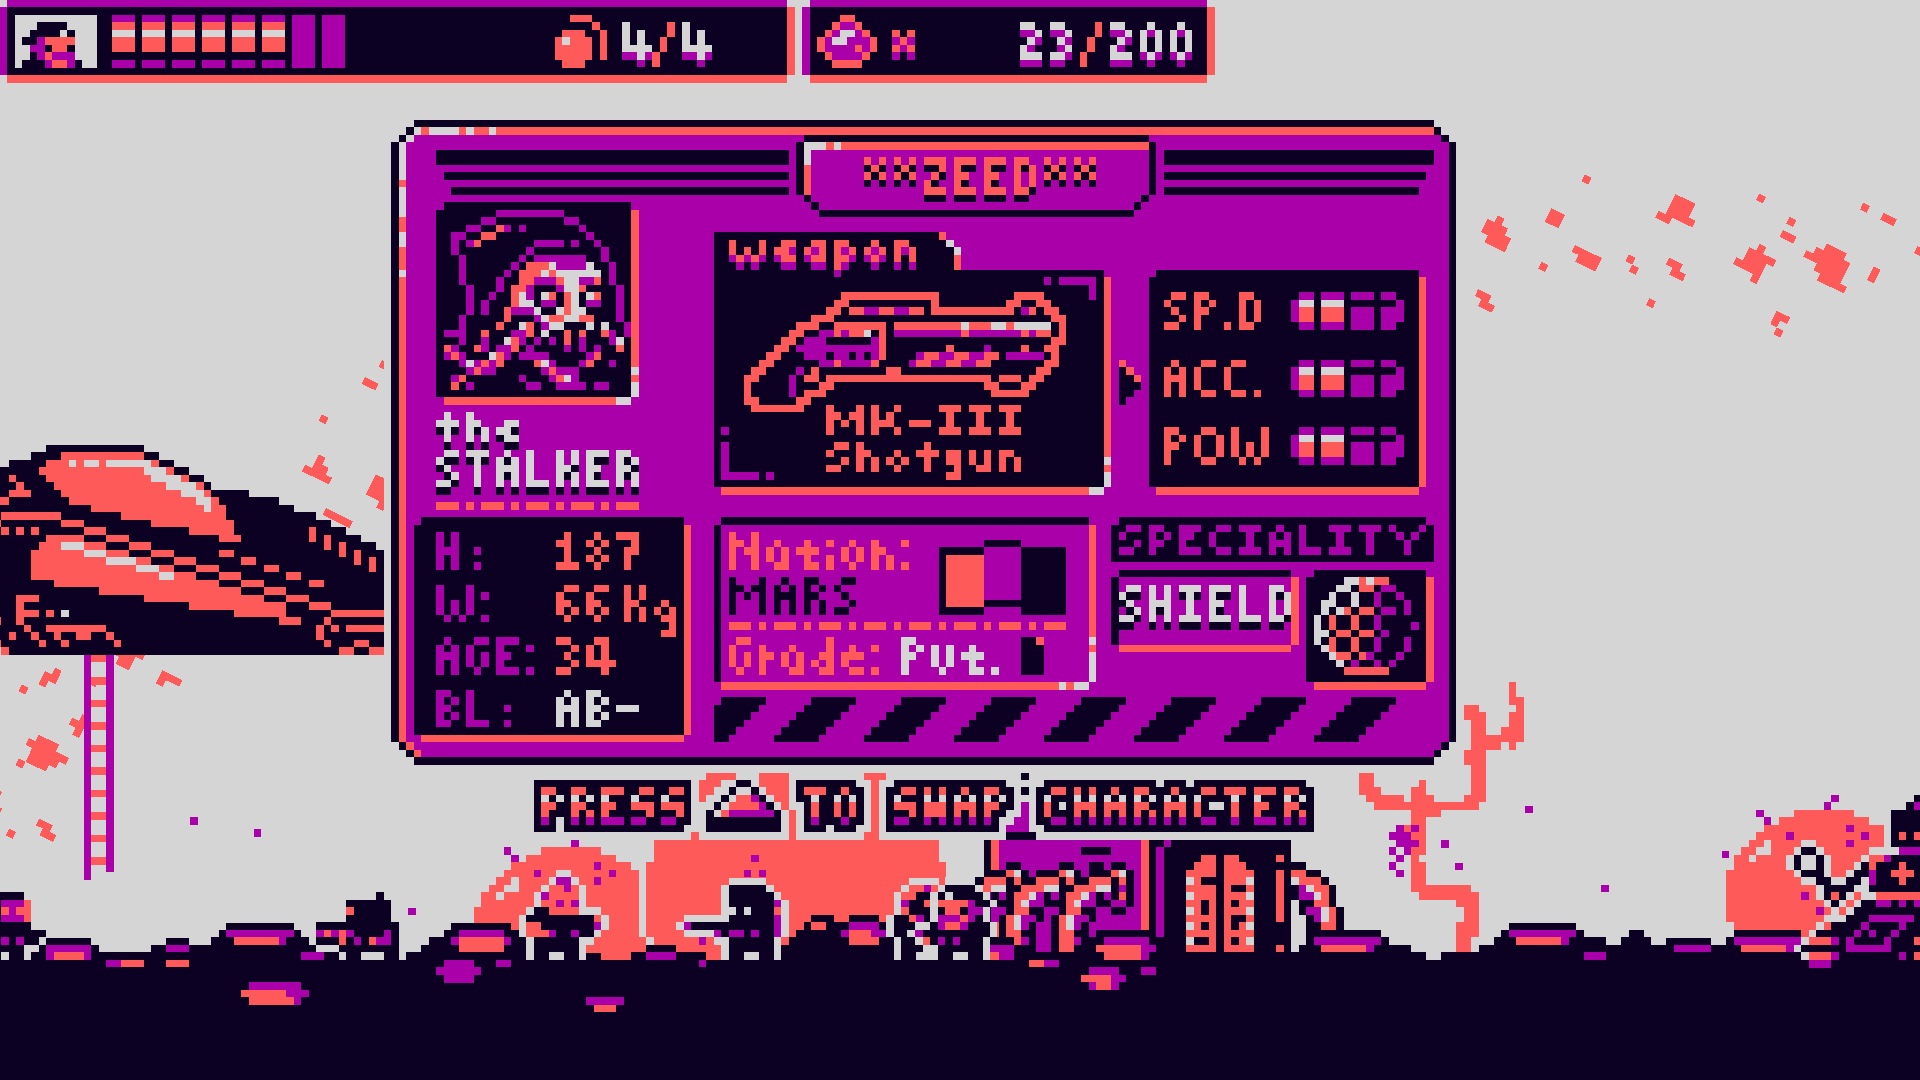 4/4
× 23/200
××ZEED××
Weapon
MK-III
Shotgun
SP.D
ACC.
POW
the
STALKER
H: 187
W: 66Kg
AGE: 34
BL: AB-
Nation:
MARS
Grade: Pvt.
SPECIALITY
SHIELD
PRESS TO SWAP CHARACTER